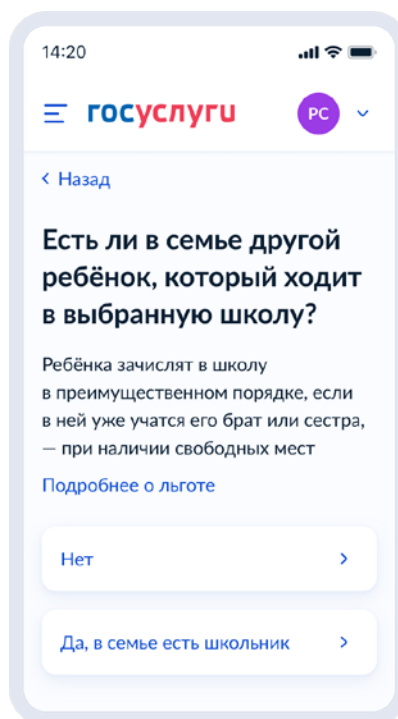 14:20
госуслуги
РС
Назад
Есть ли в семье другой
ребёнок, который ходит
в выбранную школу?
Ребёнка зачислят в школу
в преимущественном порядке, если
в ней уже учатся его брат или сестра,
— при наличии свободных мест
Подробнее о льготе
Нет
Да, в семье есть школьник